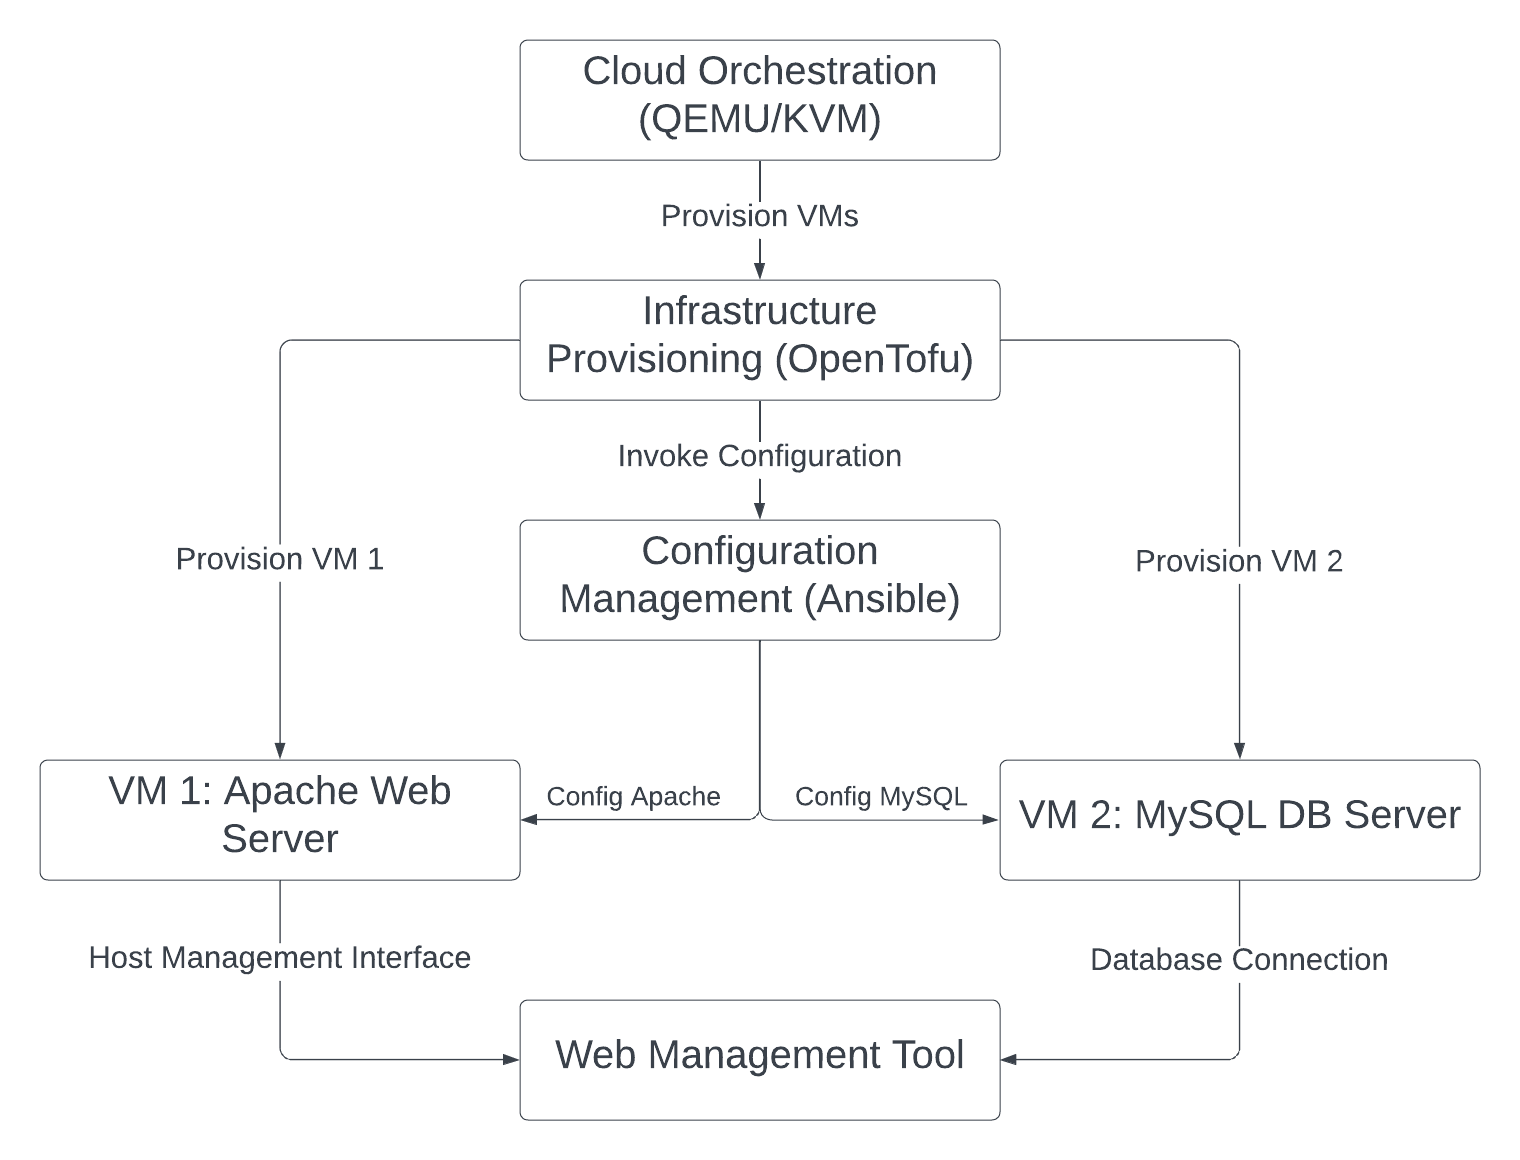 Cloud Orchestration
(QEMU/KVM)
Provision VMs
Infrastructure
Provisioning (OpenTofu)
Invoke Configuration
Configuration
Management (Ansible)
Provision VM 1
Provision VM 2
VM 1: Apache Web
Server
Config Apache
Config MySQL
VM 2: MySQL DB Server
Host Management Interface
Database Connection
Web Management Tool